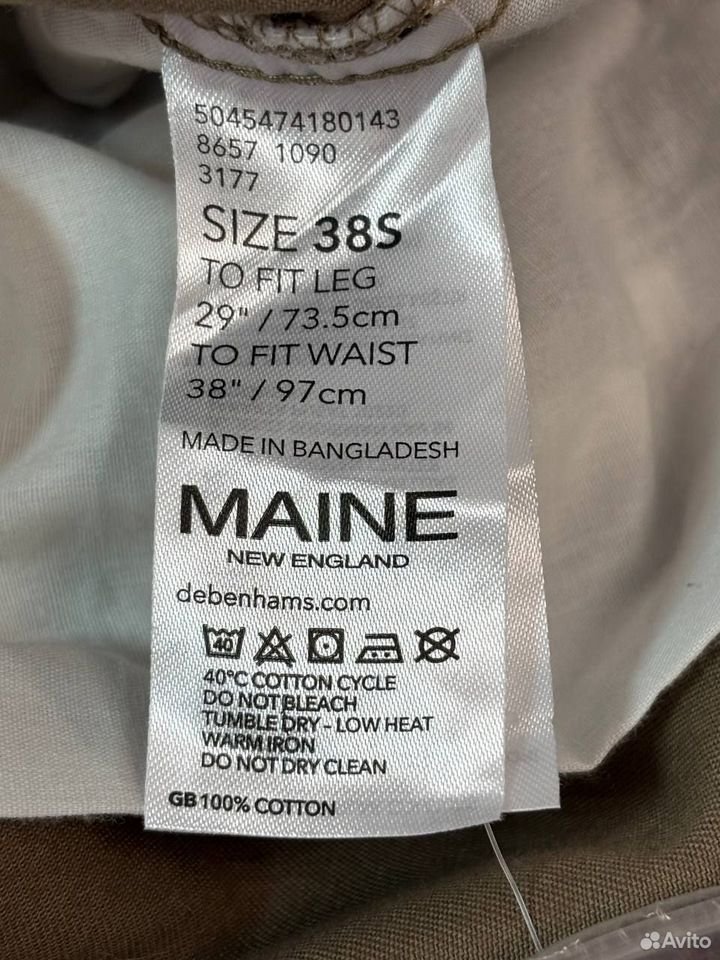 5045474180143
8657 1090
3177
SIZE 38S
TO FIT LEG
29" / 73.5cm
TO FIT WAIST
38" / 97cm
MADE IN BANGLADESH
MAINE
NEW ENGLAND
debenhams.com
40
40°C COTTON CYCLE
DO NOT BLEACH
TUMBLE DRY - LOW HEAT
WARM IRON
DO NOT DRY CLEAN
GB 100% COTTON
Avito